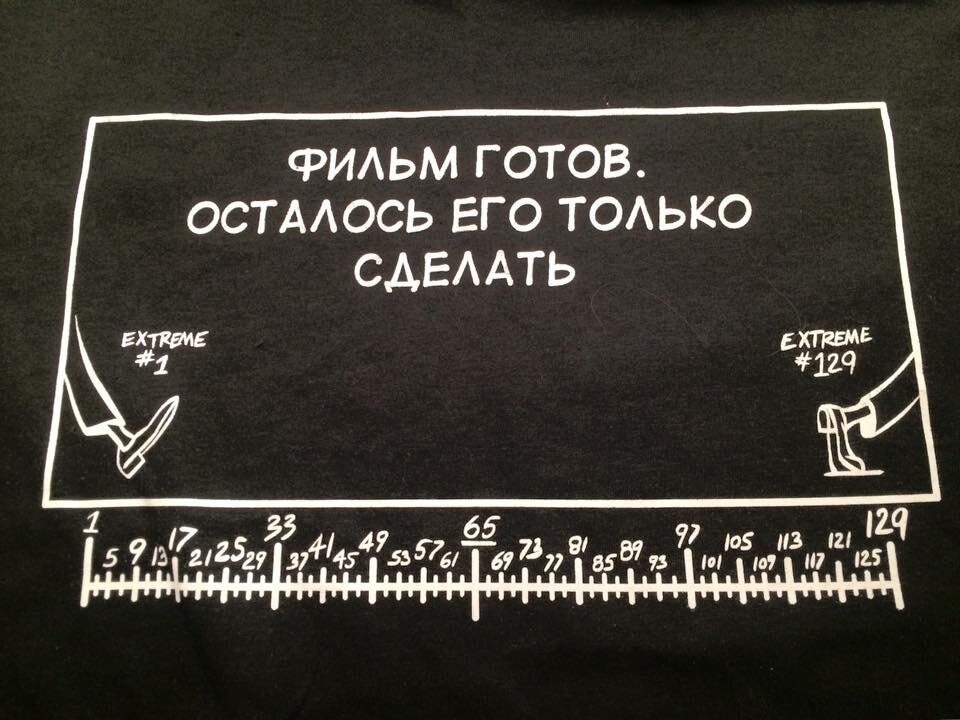 ФИЛЬМ ГОТОВ.
ОСТАЛОСЬ ЕГО ТОЛЬКО
СДЕЛАТЬ
EXTREME
#1
EXTREME
#129
1 5 9 13 17 21 25 29 33 37 41 45 49 53 57 61 65 69 73 77 81 85 89 93 97 101 105 109 113 117 121 125 129